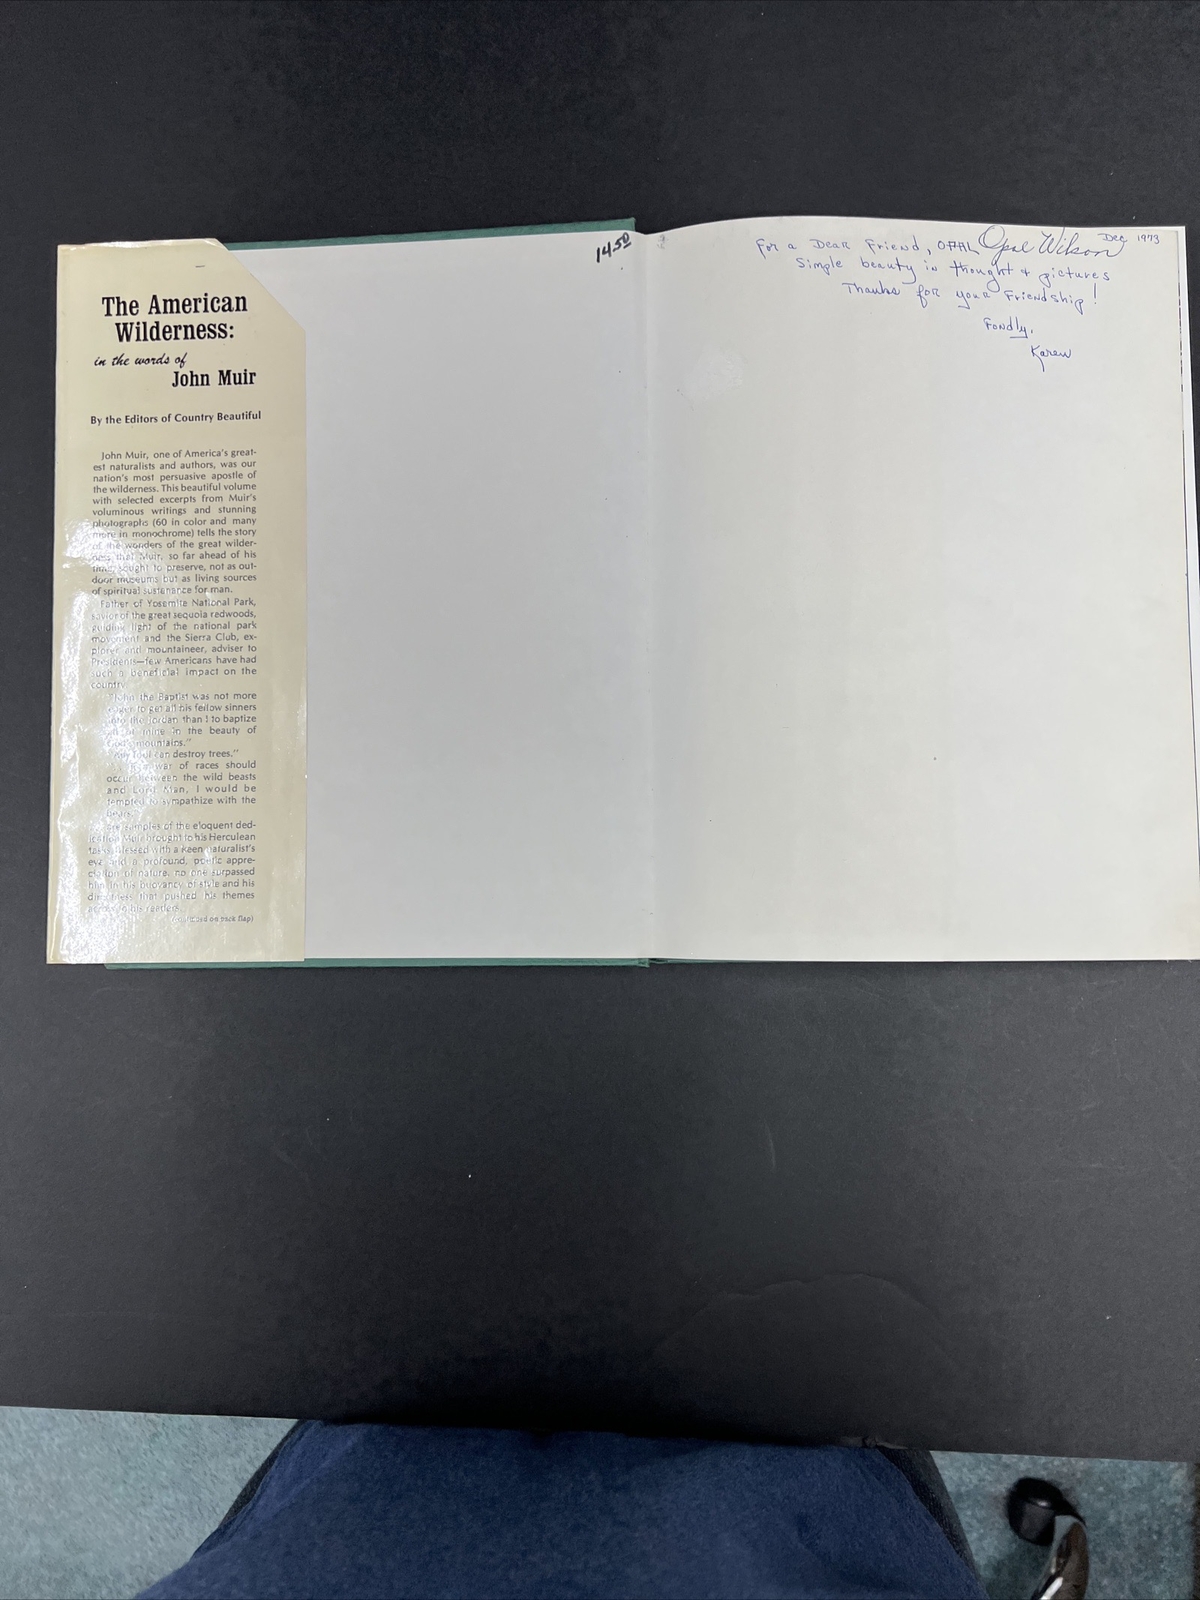 The American
Wilderness:
in the words of
John Muir
By the Editors of Country Beautiful
John Muir, one of America's great-
est naturalists and authors, was our
nation's most persuasive apostle of
the wilderness. This beautiful volume
with selected excerpts from Muir's
voluminous writings and stunning
photographs (60 in color and many
more in monochrome) tells the story
of the wonders of the great wilder-
ness that Muir, so far ahead of his
time, sought to preserve, not as out-
door museums but as living sources
of spiritual sustenance for man.
Father of Yosemite National Park,
savior of the great sequoia redwoods,
guiding light of the national park
movement and the Sierra Club, ex-
plorer and mountaineer, adviser to
Presidents—few Americans have had
such a beneficial impact on the
country.
"John the Baptist was not more
eager to get all his fellow sinners
into the Jordan than I to baptize
all of mine in the beauty of
God's mountains."
can destroy trees."
war of races should
occur between the wild beasts
and Lord Man, I would be
tempted to sympathize with the
bears."
samples of the eloquent ded-
ication Muir brought to his Herculean
tasks. Blessed with a keen naturalist's
eye and a profound, poetic appre-
ciation of nature, no one surpassed
him in his buoyancy of style and his
directness that pushed his themes
across to his readers.
(continued on back flap)
14.50
For a Dear Friend, OPAL Opal Wilson Dec 1973
Simple beauty in thought + pictures
Thanks for your Friendship!
Fondly,
Karen